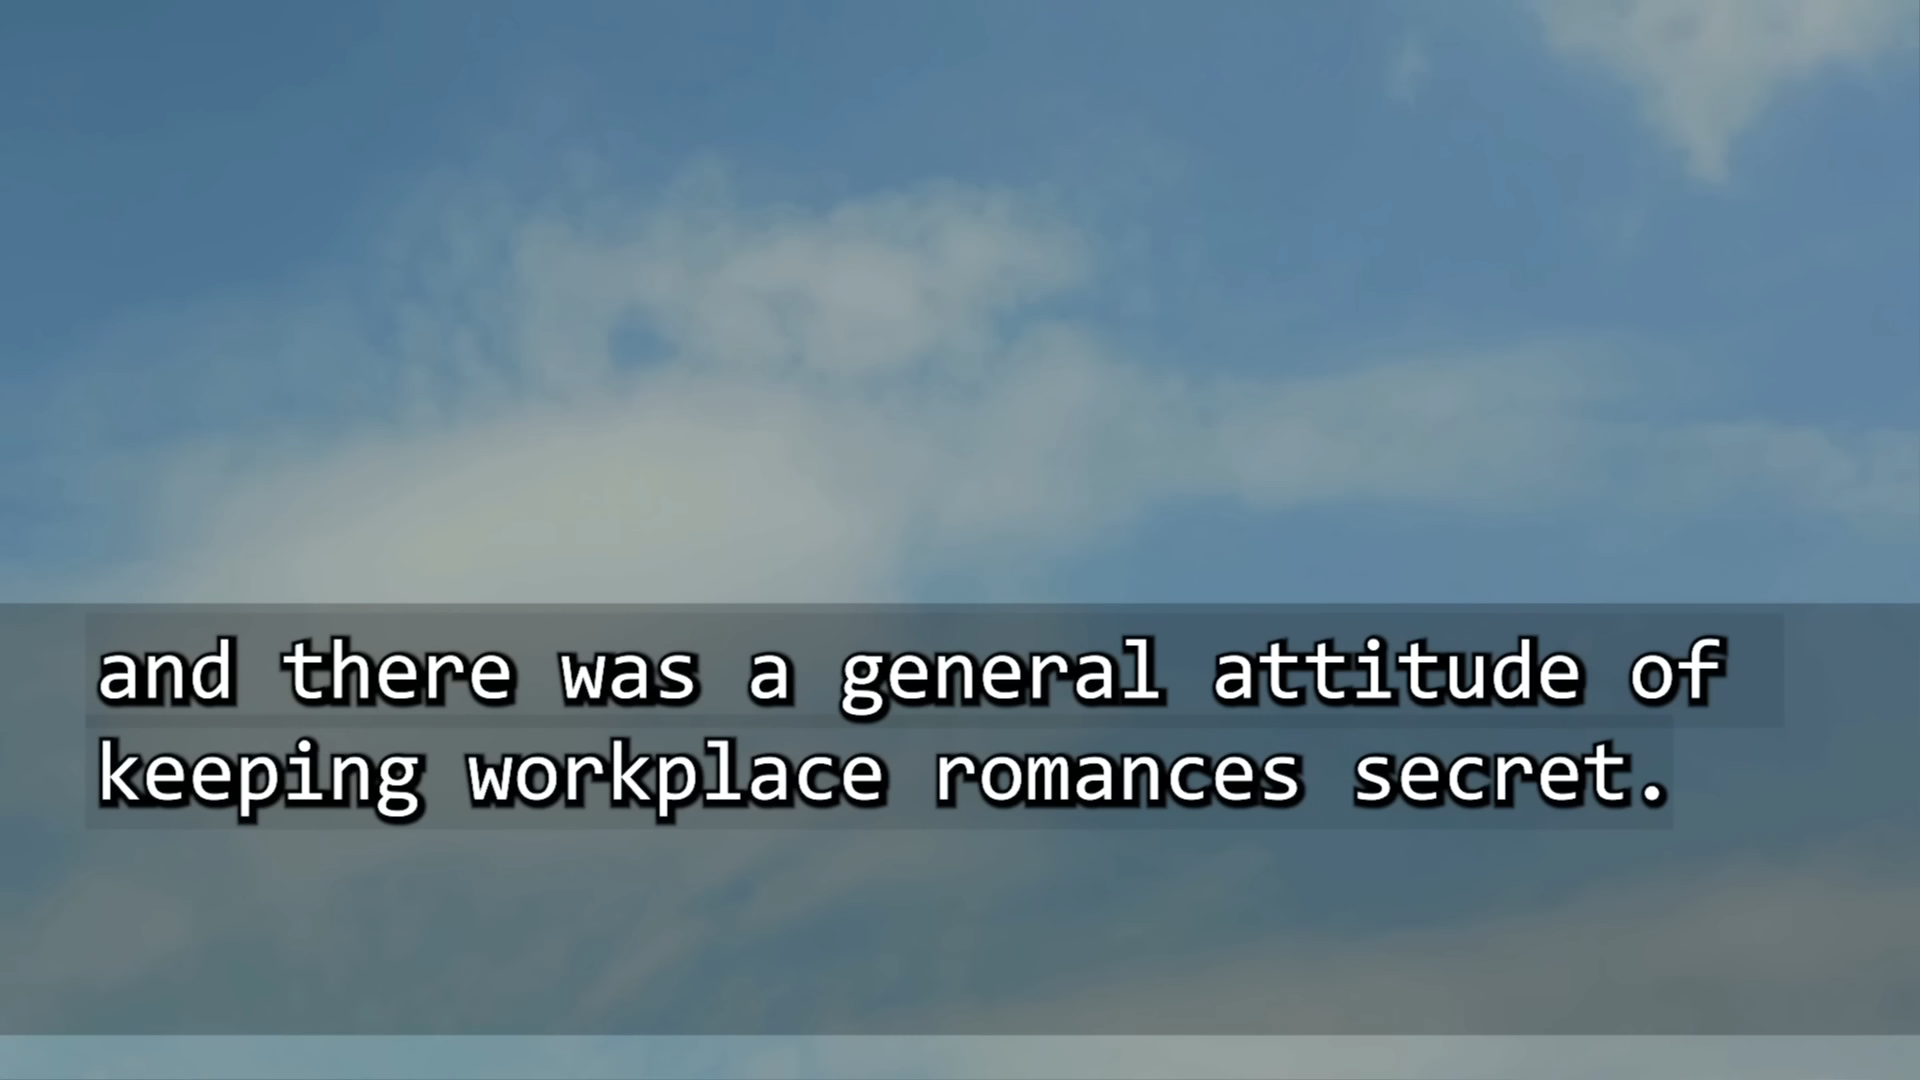 and there was a general attitude of
keeping workplace romances secret.